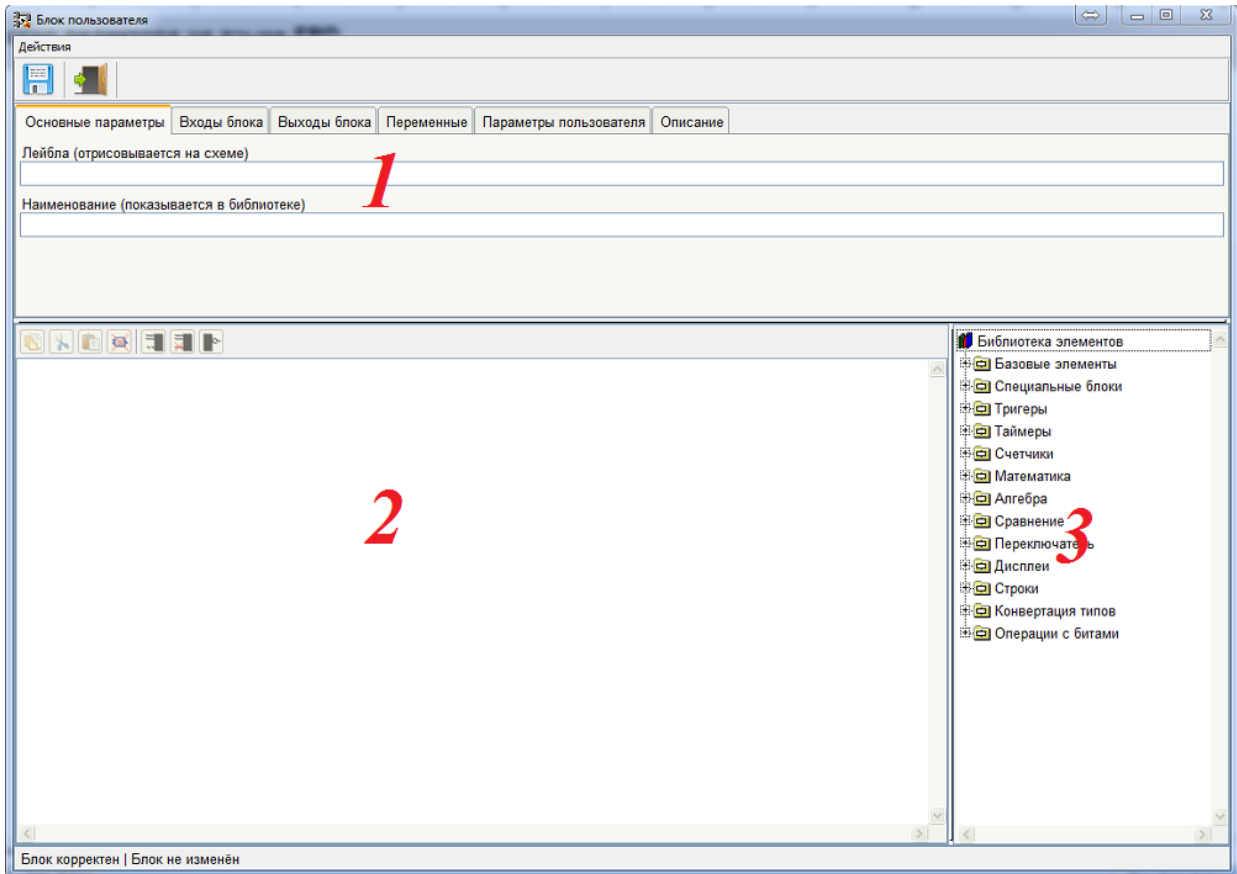 Блок пользователя
Действия
Основные параметры Входы блока Выходы блока Переменные Параметры пользователя Описание
Лейбла (отрисовывается на схеме)
1
Наименование (показывается в библиотеке)
Библиотека элементов
Базовые элементы
Специальные блоки
Тригеры
Таймеры
Счетчики
Математика
Алгебра
2
Сравнение
3
Переключатель
Дисплеи
Строки
Конвертация типов
Операции с битами
Блок корректен | Блок не изменён